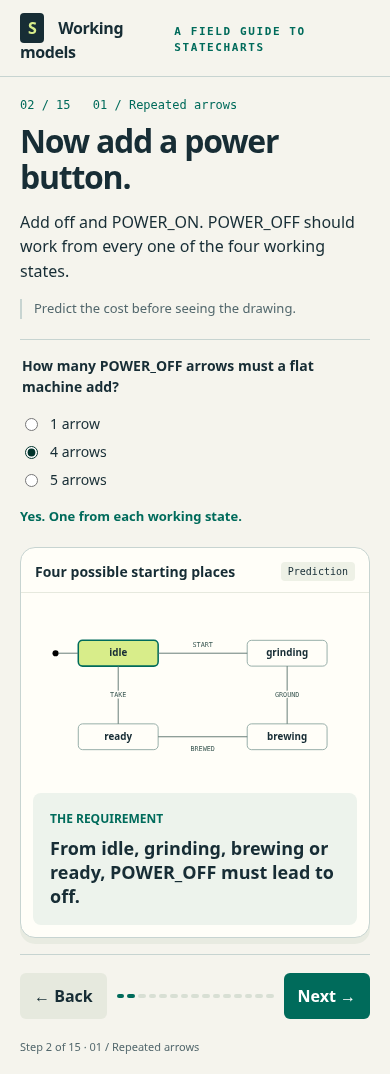 S Working models
A FIELD GUIDE TO STATECHARTS
02 / 15 01 / Repeated arrows
Now add a power button.
Add off and POWER_ON. POWER_OFF should
work from every one of the four working
states.
Predict the cost before seeing the drawing.
How many POWER_OFF arrows must a flat
machine add?
1 arrow
4 arrows
5 arrows
Yes. One from each working state.
Four possible starting places
Prediction
idle
START
grinding
TAKE
GROUND
ready
BREWED
brewing
THE REQUIREMENT
From idle, grinding, brewing or
ready, POWER_OFF must lead to
off.
← Back
Next →
Step 2 of 15 · 01 / Repeated arrows